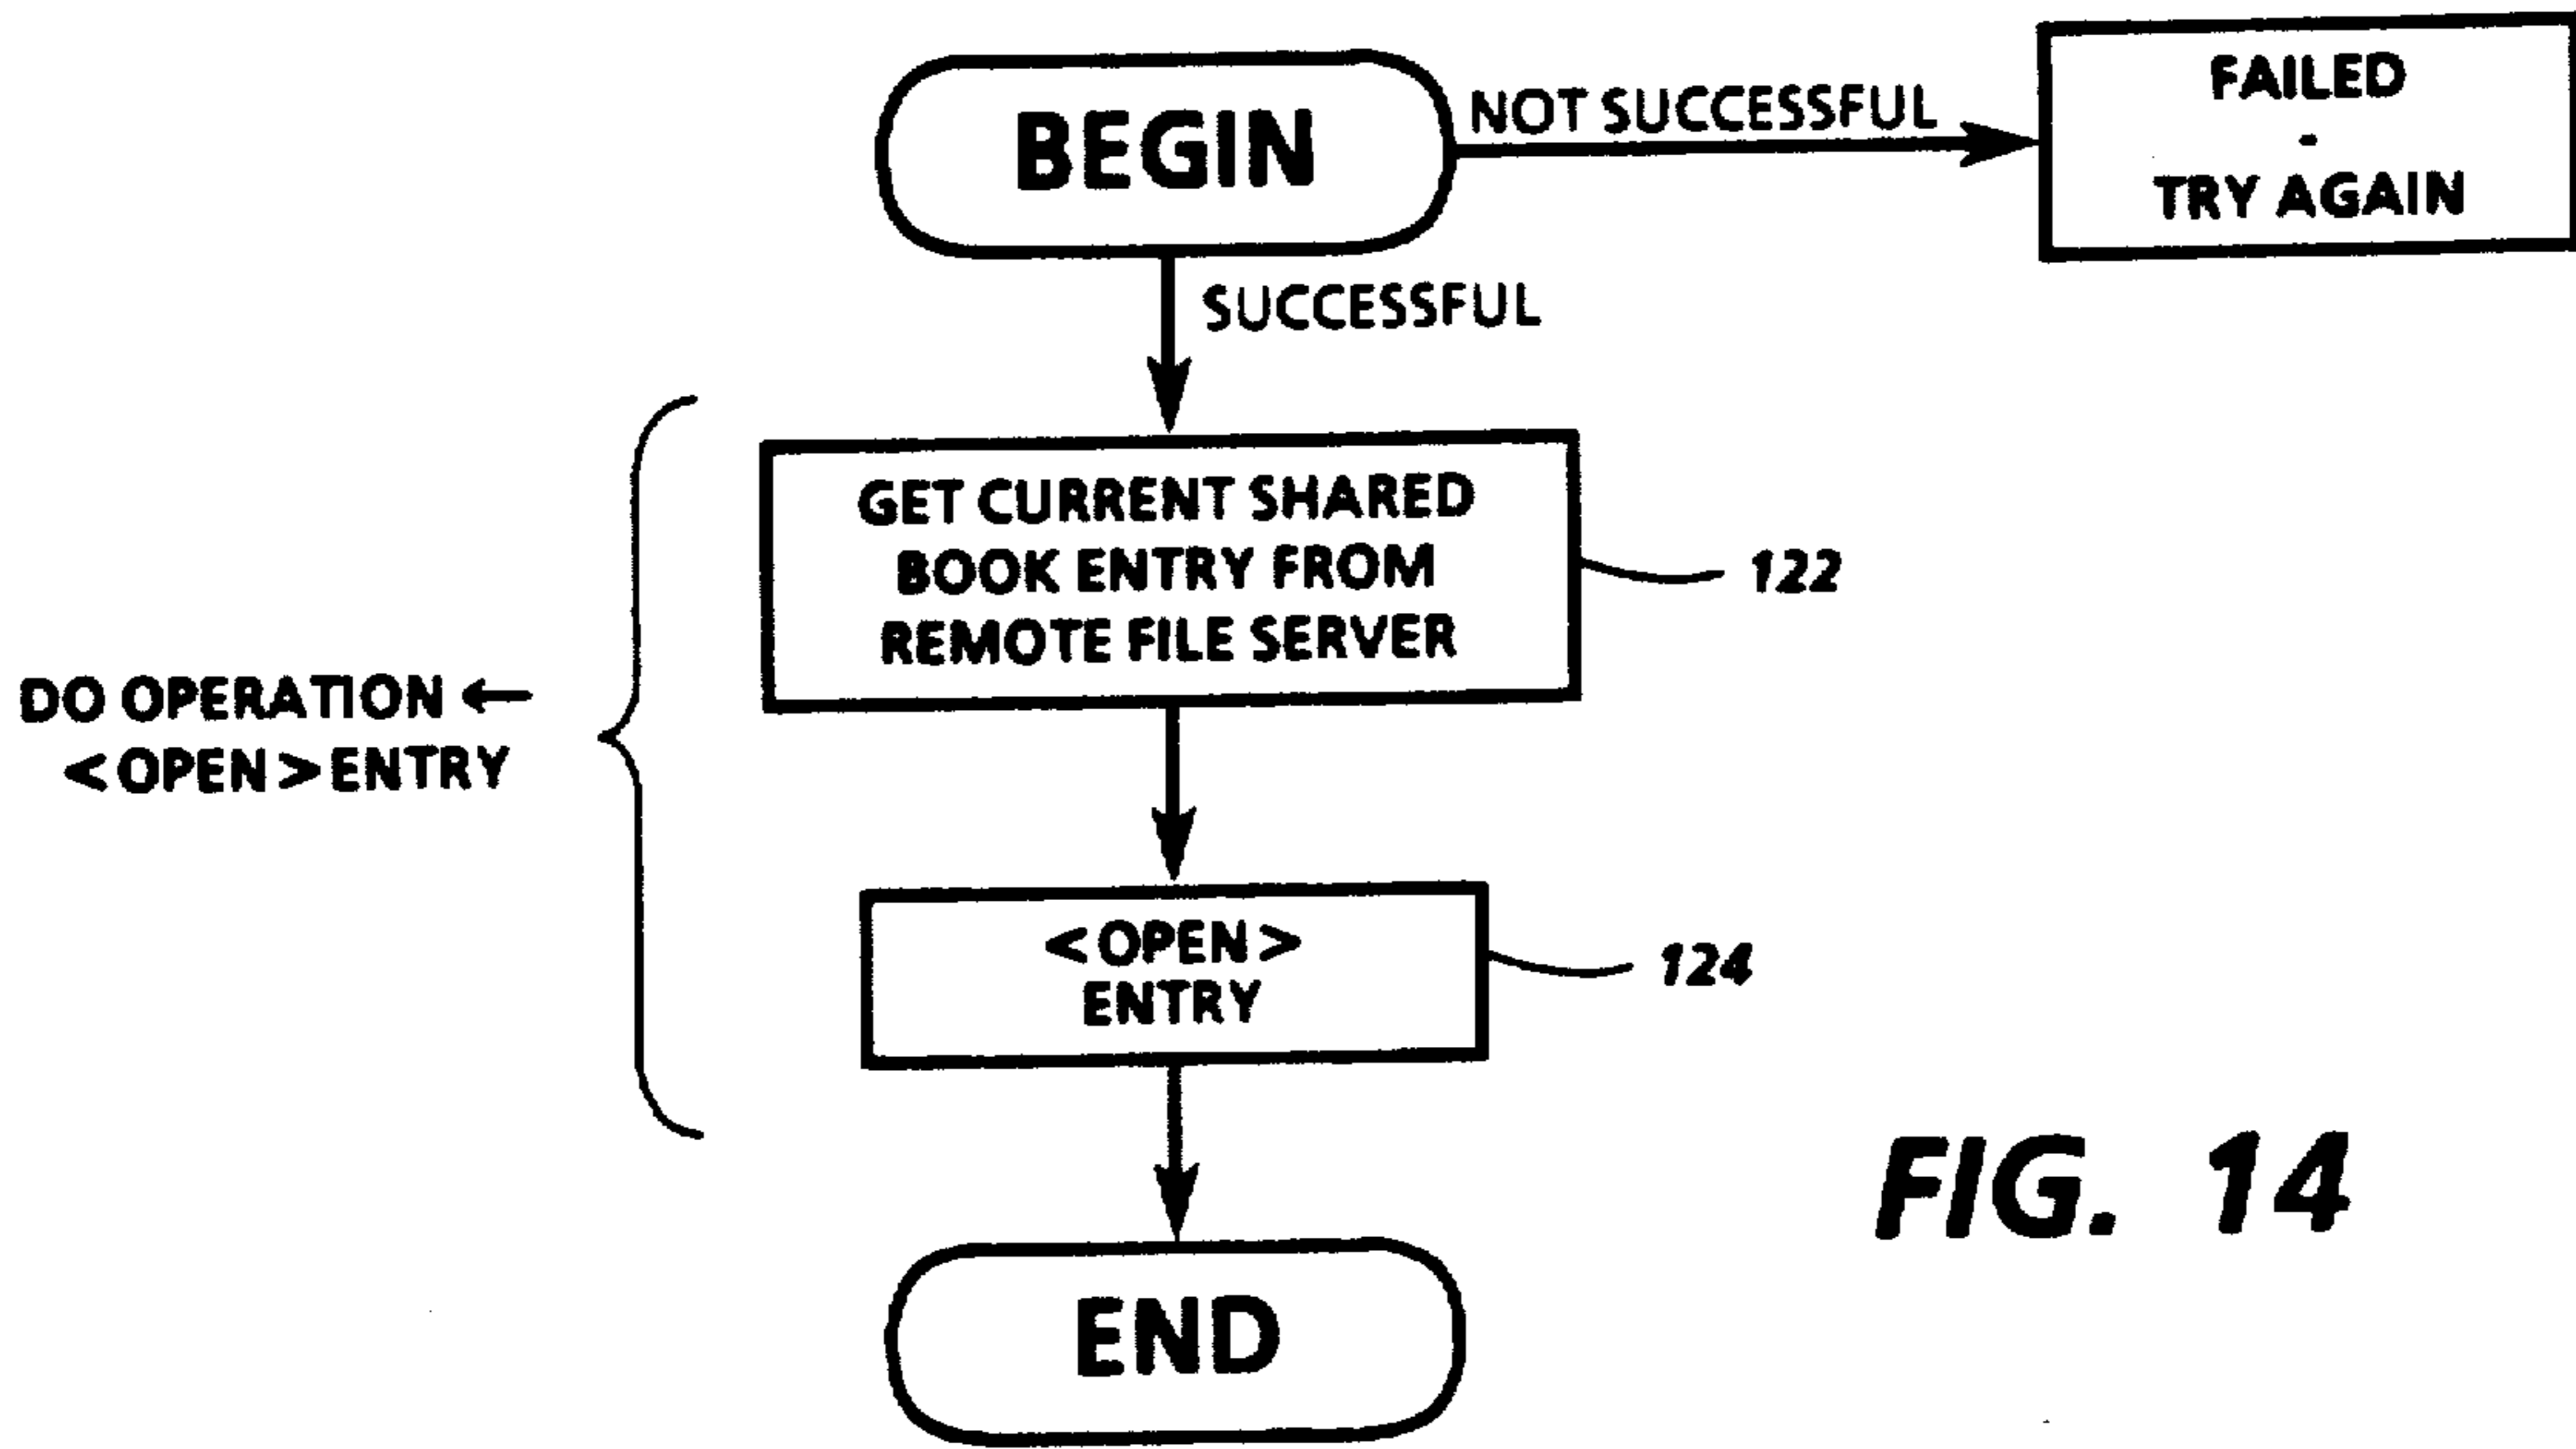 BEGIN
NOT SUCCESSFUL
FAILED
-
TRY AGAIN
SUCCESSFUL
GET CURRENT SHARED
BOOK ENTRY FROM
REMOTE FILE SERVER
122
DO OPERATION ←
<OPEN> ENTRY
<OPEN>
ENTRY
124
END
FIG. 14